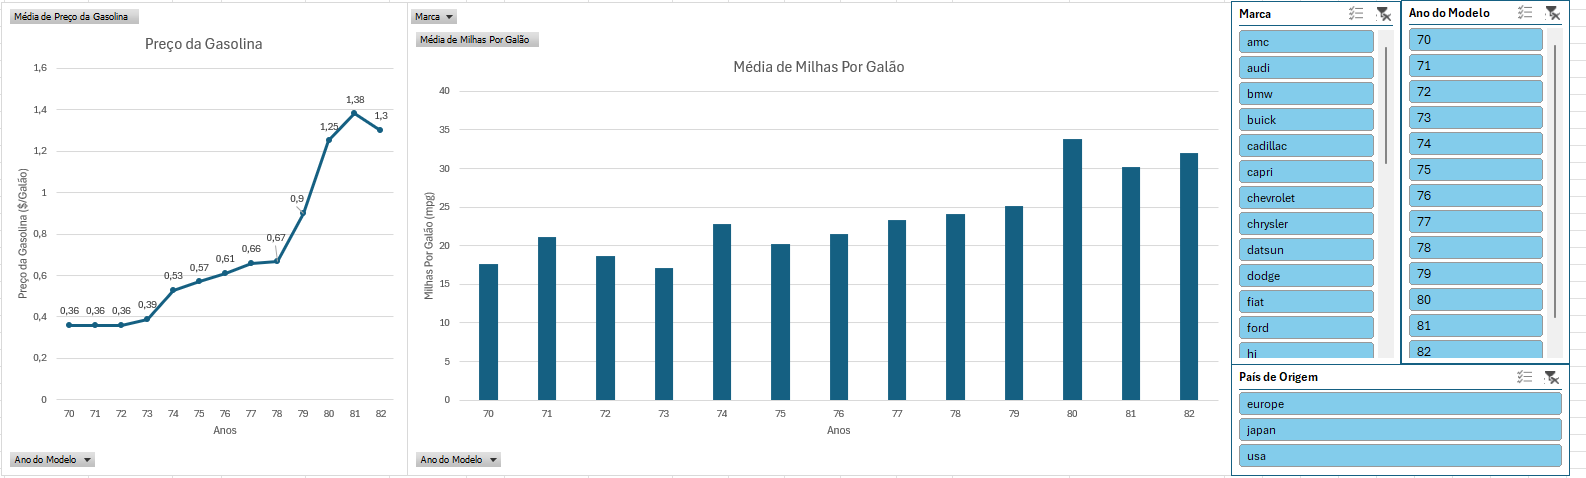 Média de Preço da Gasolina
Preço da Gasolina
Preço da Gasolina ($/Galão)
1,6
1,4
1,2
1
0,8
0,6
0,4
0,2
0
0,36 0,36 0,36 0,39 0,53 0,57 0,61 0,66 0,67 0,9 1,25 1,38 1,3
70 71 72 73 74 75 76 77 78 79 80 81 82
Anos
Ano do Modelo
Marca
Média de Milhas Por Galão
Média de Milhas Por Galão
Milhas Por Galão (mpg)
40
35
30
25
20
15
10
5
0
70 71 72 73 74 75 76 77 78 79 80 81 82
Anos
Ano do Modelo
Marca
amc
audi
bmw
buick
cadillac
capri
chevrolet
chrysler
datsun
dodge
fiat
ford
hi
Ano do Modelo
70
71
72
73
74
75
76
77
78
79
80
81
82
País de Origem
europe
japan
usa